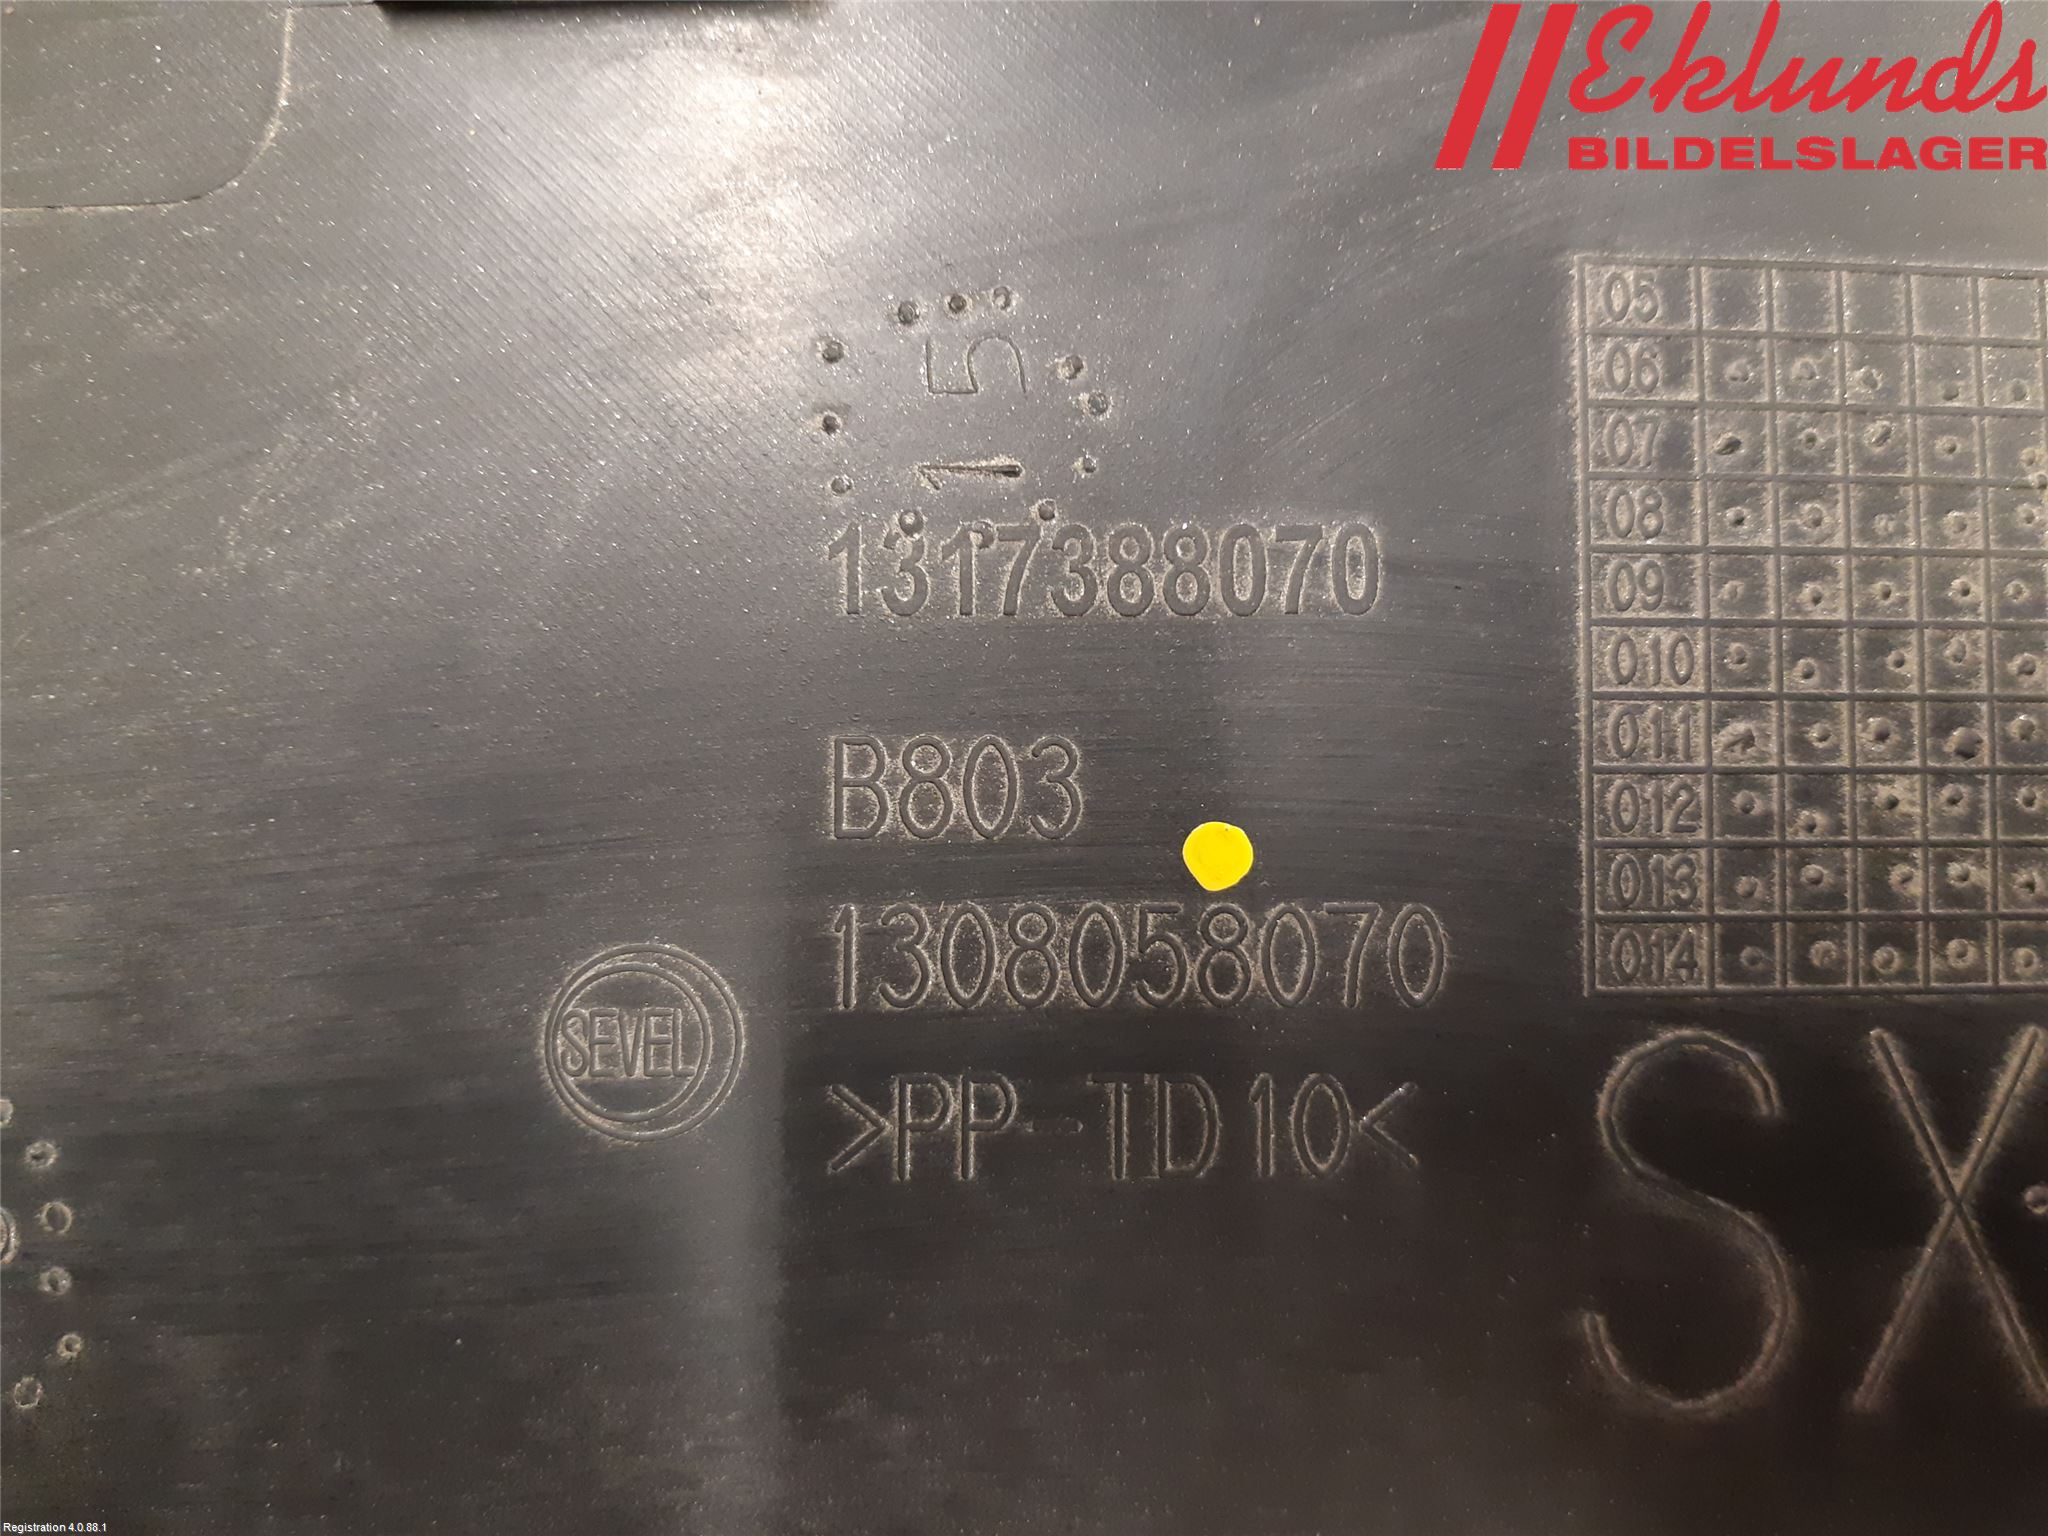 Eklunds
BILDELSLAGER
15
1317388070
B803
1308058070
SEVEL
>PP-TD10<
05
06
07
08
09
010
011
012
013
014
SX
Registration 4.0.88.1